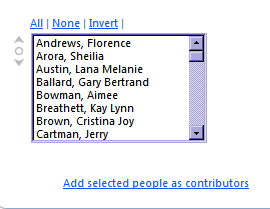 All | None | Invert |
Andrews, Florence
Arora, Sheilia
Austin, Lana Melanie
Ballard, Gary Bertrand
Bowman, Aimee
Breathett, Kay Lynn
Brown, Cristina Joy
Cartman, Jerry
Add selected people as contributors